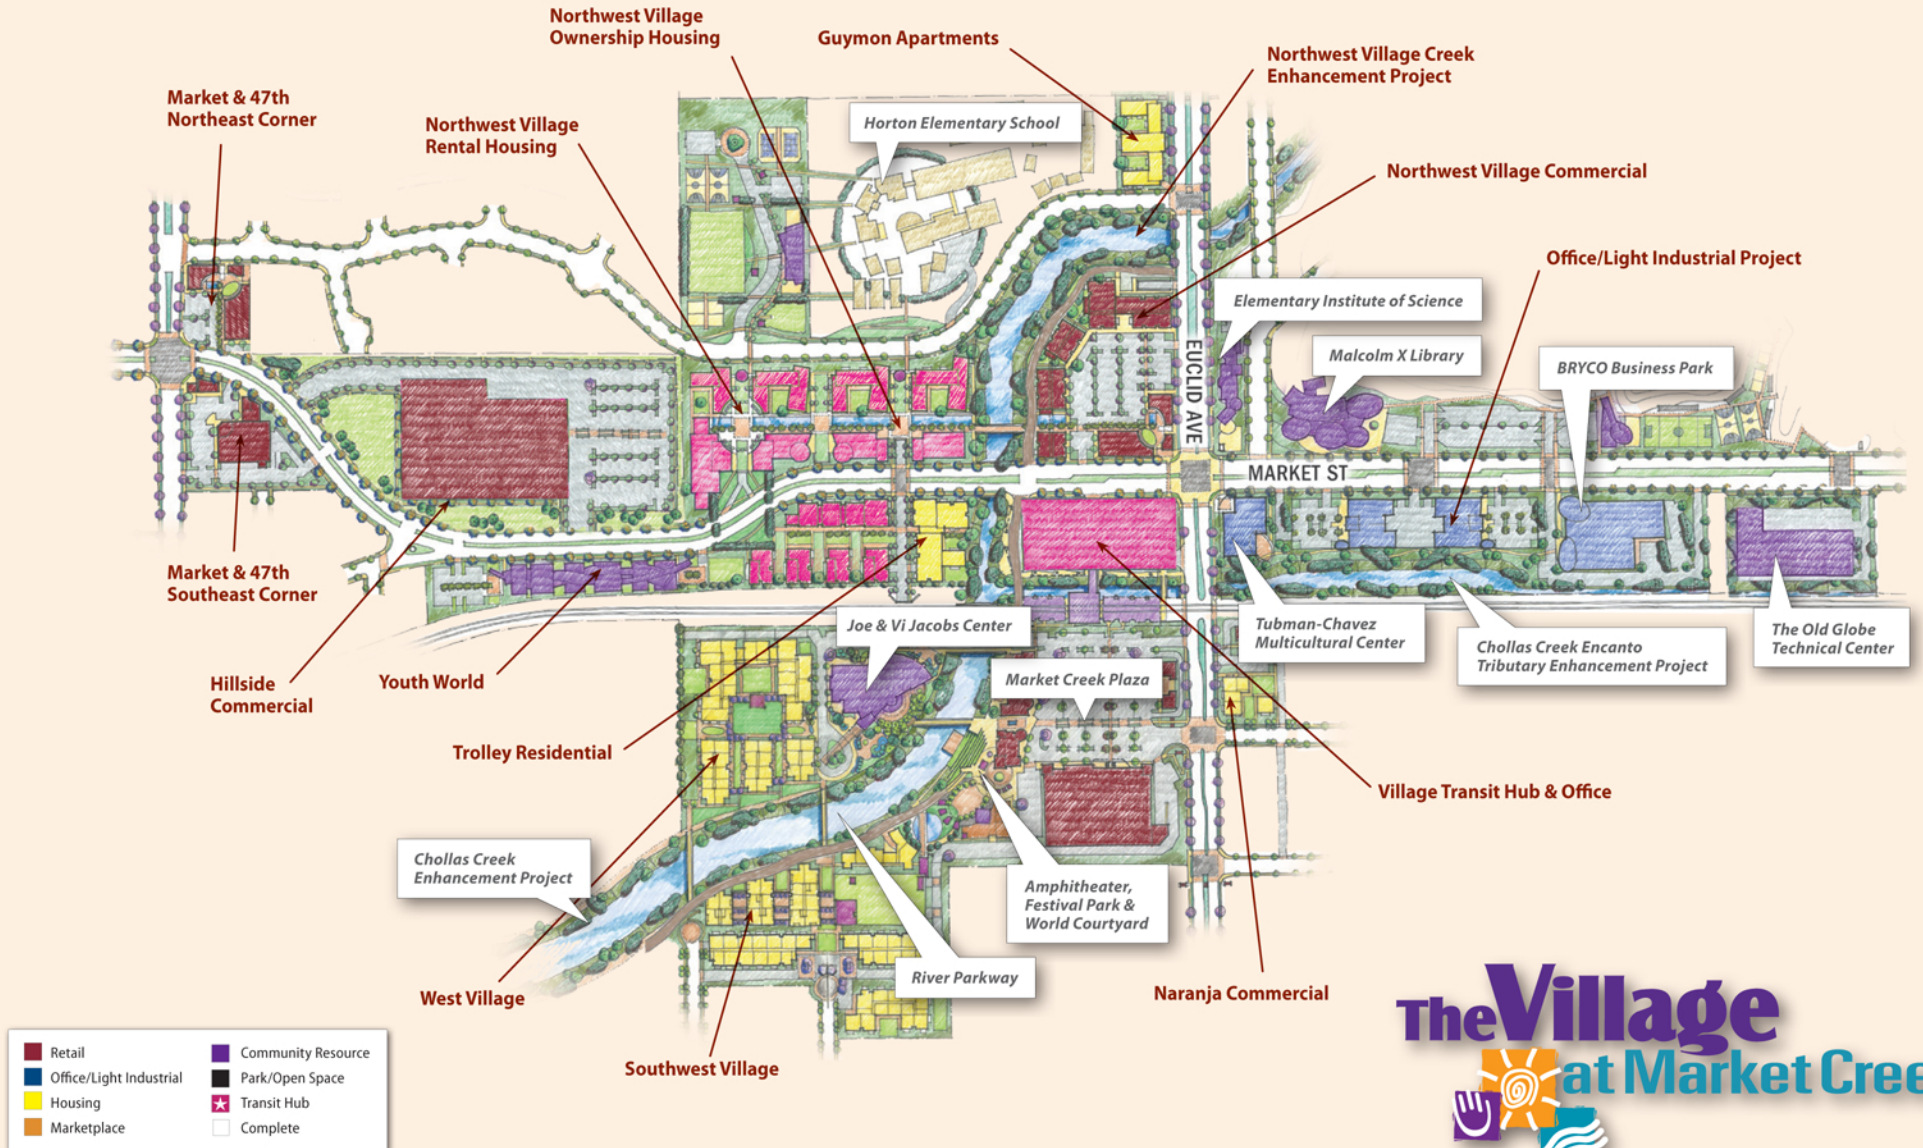 Northwest Village
Ownership Housing
Guymon Apartments
Northwest Village Creek
Enhancement Project
Market & 47th
Northeast Corner
Northwest Village
Rental Housing
Horton Elementary School
Northwest Village Commercial
Office/Light Industrial Project
Elementary Institute of Science
Malcolm X Library
BRYCO Business Park
EUCLID AVE
MARKET ST
Market & 47th
Southeast Corner
Joe & Vi Jacobs Center
Tubman-Chavez
Multicultural Center
Chollas Creek Encanto
Tributary Enhancement Project
The Old Globe
Technical Center
Hillside
Commercial
Youth World
Market Creek Plaza
Trolley Residential
Village Transit Hub & Office
Chollas Creek
Enhancement Project
Amphitheater,
Festival Park &
World Courtyard
River Parkway
West Village
Naranja Commercial
Southwest Village
Retail
Office/Light Industrial
Housing
Marketplace
Community Resource
Park/Open Space
Transit Hub
Complete
The Village
at Market Cree